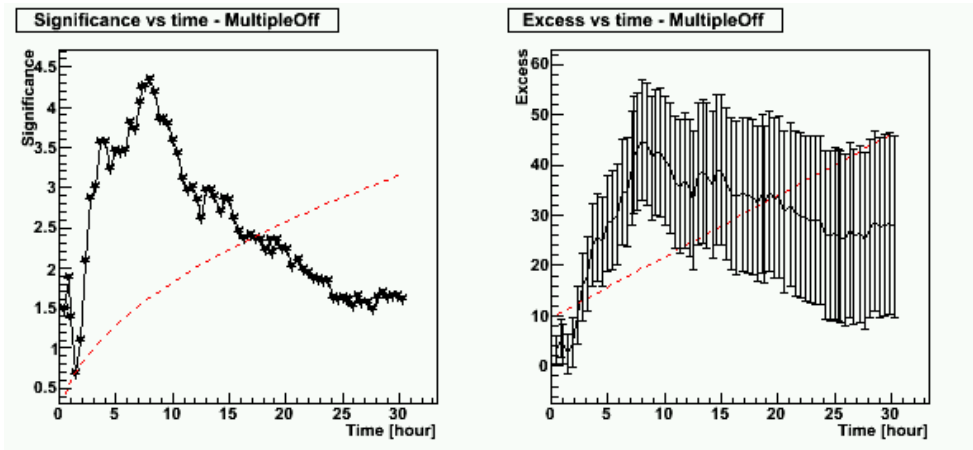 Significance vs time - MultipleOff
Significance
4.5
4
3.5
3
2.5
2
1.5
1
0.5
0 5 10 15 20 25 30
Time [hour]
Excess vs time - MultipleOff
Excess
60
50
40
30
20
10
0
0 5 10 15 20 25 30
Time [hour]